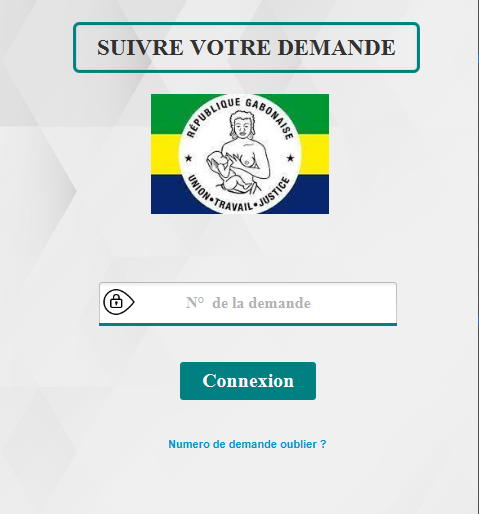 SUIVRE VOTRE DEMANDE
RÉPUBLIQUE GABONAISE
UNION • TRAVAIL • JUSTICE
N° de la demande
Connexion
Numero de demande oublier ?